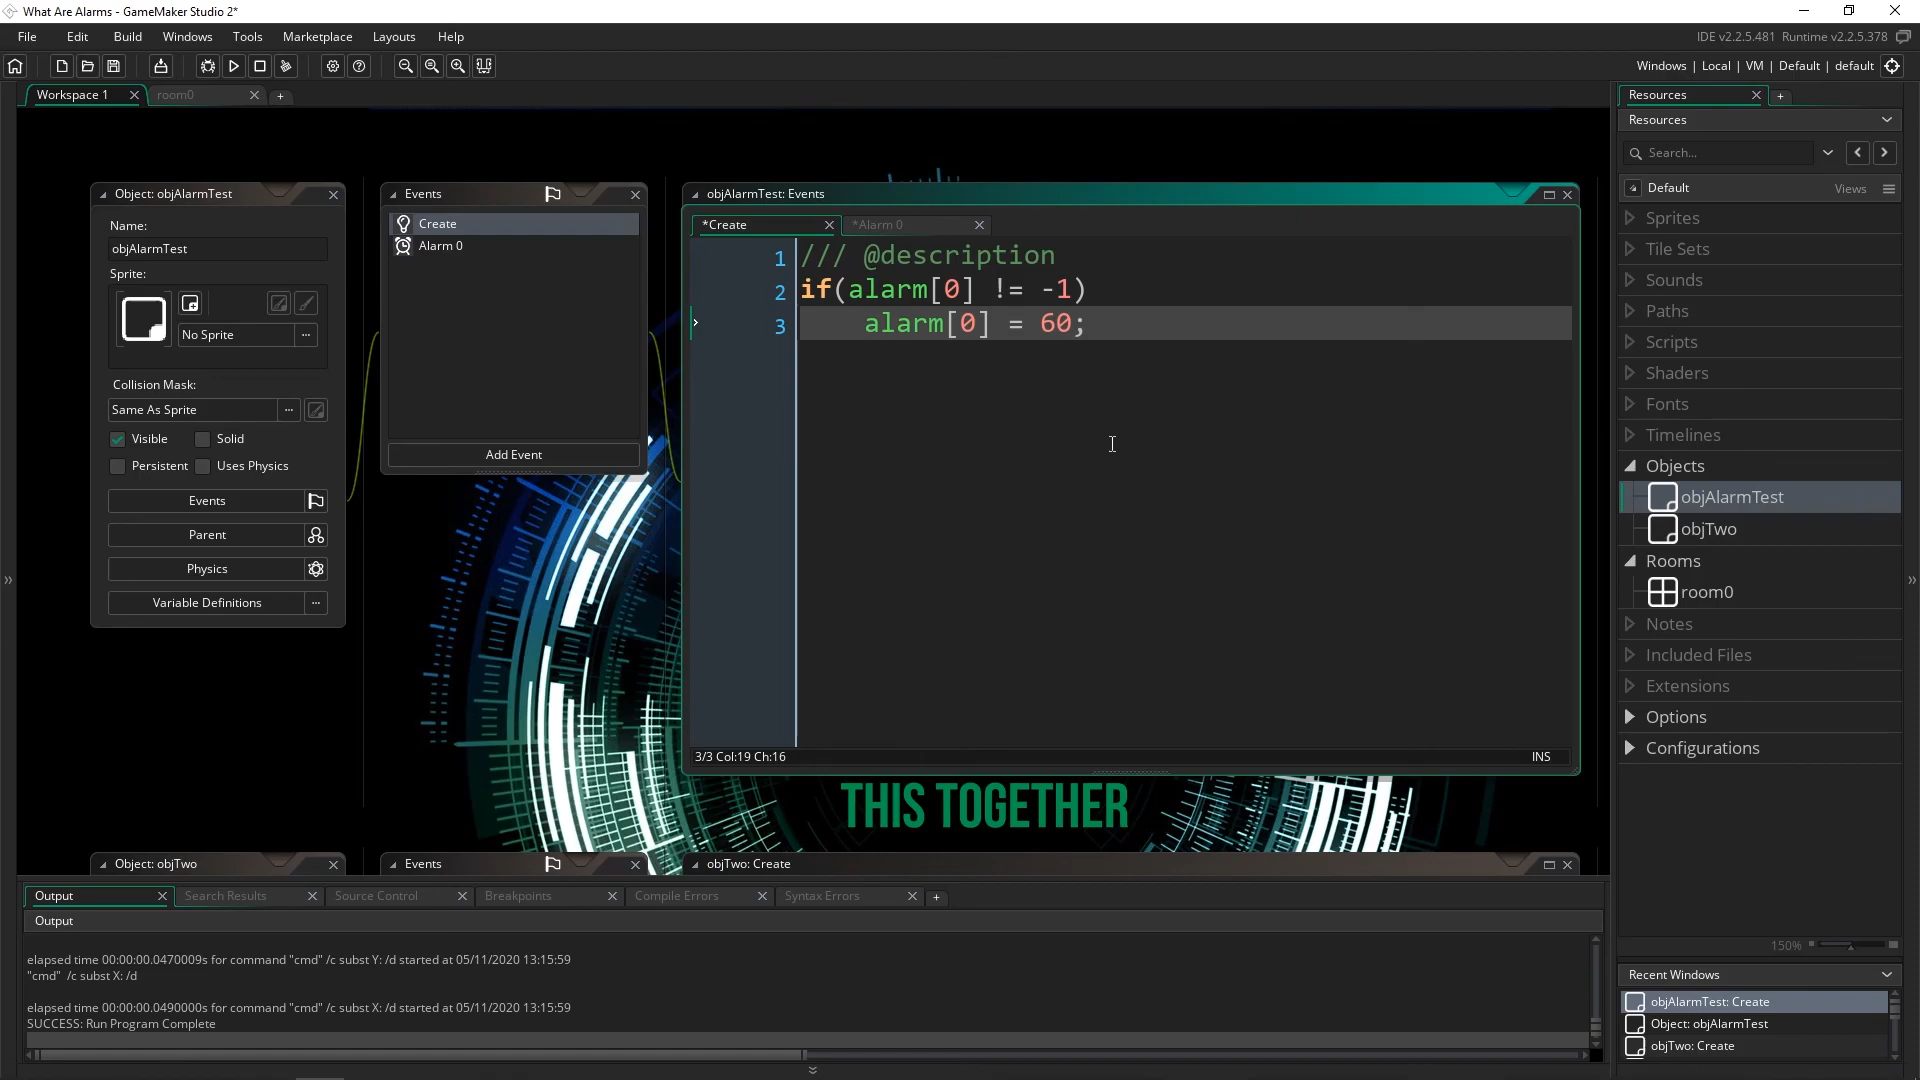 What Are Alarms - GameMaker Studio 2*
File Edit Build Windows Tools Marketplace Layouts Help
IDE v2.2.5.481 Runtime v2.2.5.378
Windows | Local | VM | Default | default
Workspace 1
room0
Resources
Resources
Search...
Default
Views
Sprites
Tile Sets
Sounds
Paths
Scripts
Shaders
Fonts
Timelines
Objects
objAlarmTest
objTwo
Rooms
room0
Notes
Included Files
Extensions
Options
Configurations
150%
Recent Windows
objAlarmTest: Create
Object: objAlarmTest
objTwo: Create
Object: objAlarmTest
Name:
objAlarmTest
Sprite:
No Sprite
Collision Mask:
Same As Sprite
Visible Solid
Persistent Uses Physics
Events
Parent
Physics
Variable Definitions
Events
Create
Alarm 0
Add Event
objAlarmTest: Events
*Create
*Alarm 0
1 /// @description
2 if(alarm[0] != -1)
3 alarm[0] = 60;
3/3 Col:19 Ch:16
INS
THIS TOGETHER
Object: objTwo
Events
objTwo: Create
Output
Search Results
Source Control
Breakpoints
Compile Errors
Syntax Errors
Output
elapsed time 00:00:00.0470009s for command "cmd" /c subst Y: /d started at 05/11/2020 13:15:59
"cmd" /c subst X: /d
elapsed time 00:00:00.0490000s for command "cmd" /c subst X: /d started at 05/11/2020 13:15:59
SUCCESS: Run Program Complete